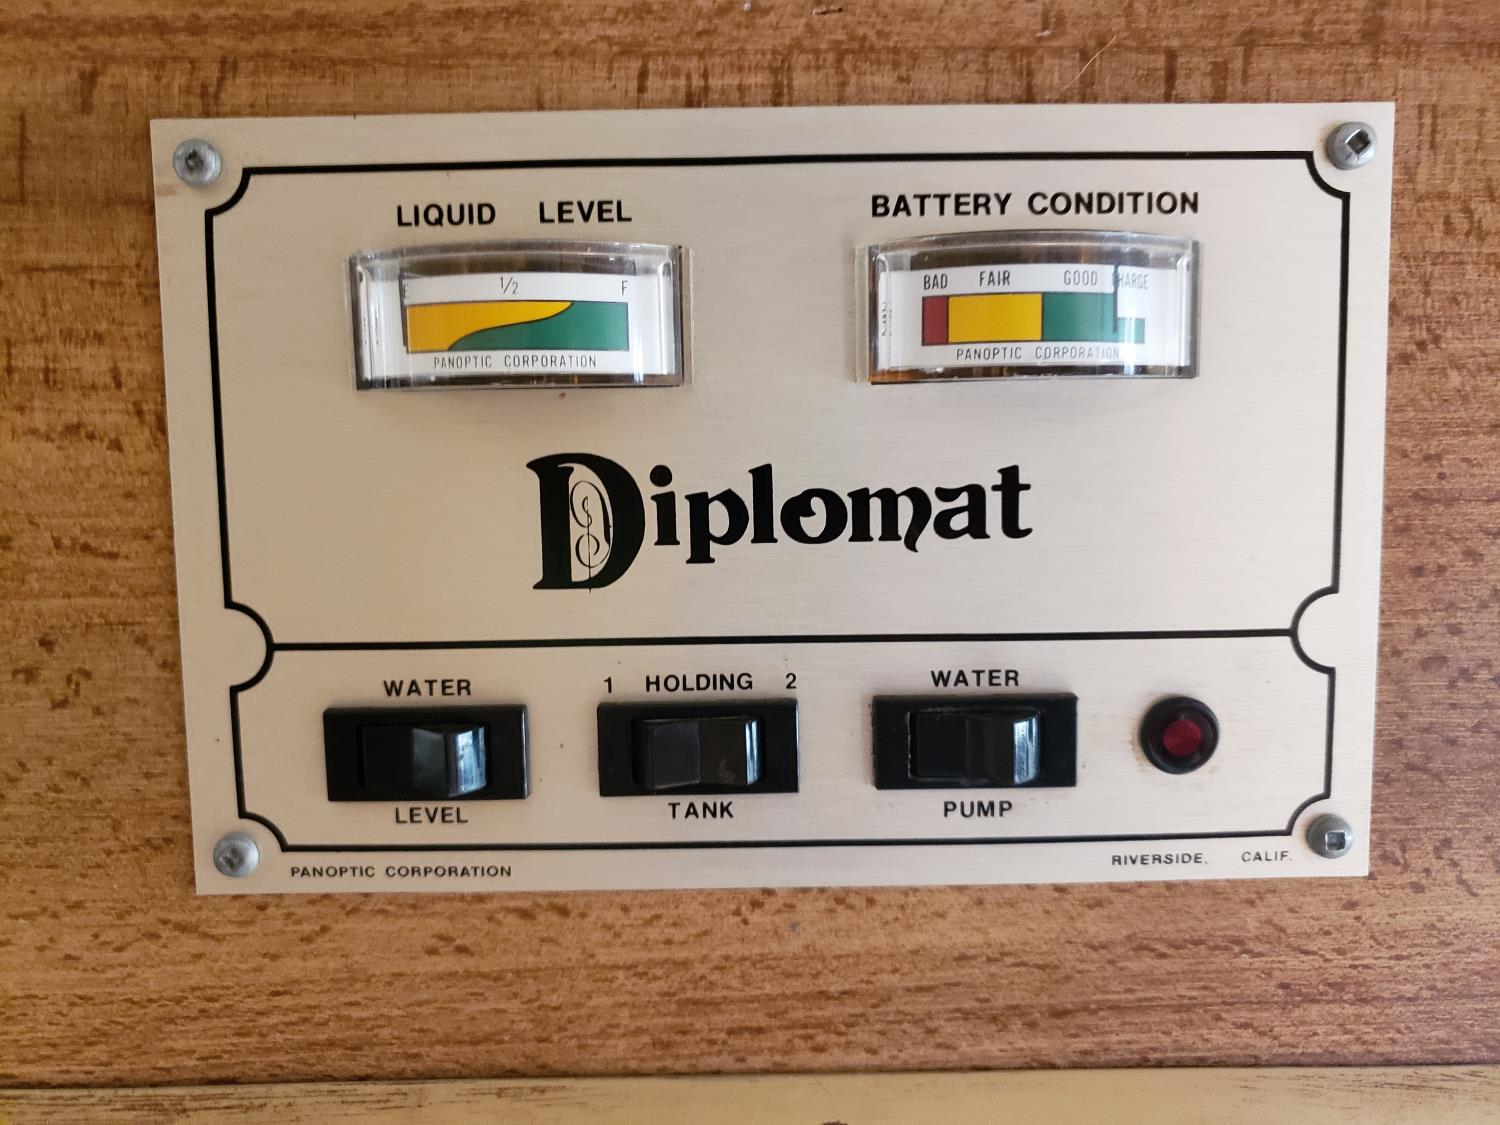 LIQUID LEVEL
BATTERY CONDITION
E 1/2 F
PANOPTIC CORPORATION
BAD FAIR GOOD CHARGE
PANOPTIC CORPORATION
Diplomat
WATER
LEVEL
1 HOLDING 2
TANK
WATER
PUMP
PANOPTIC CORPORATION
RIVERSIDE, CALIF.